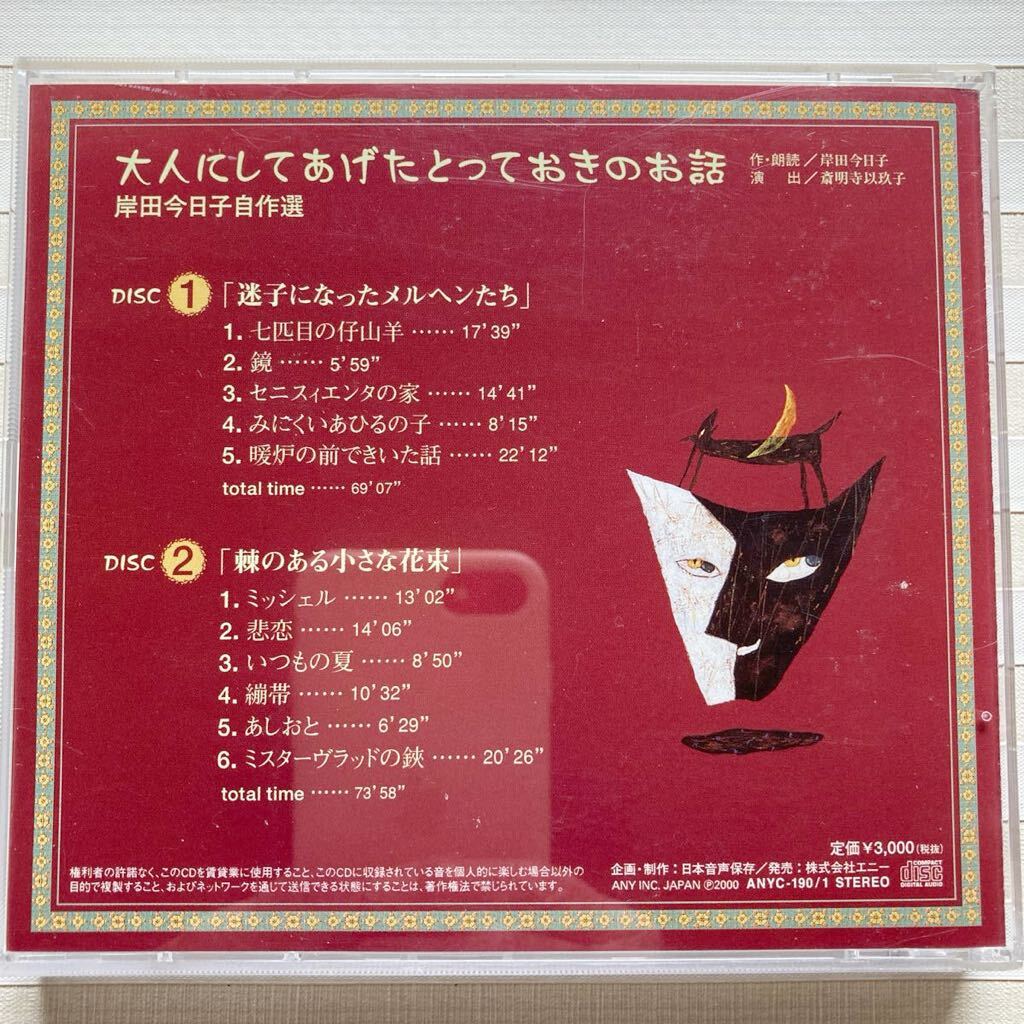 大人にしてあげたとっておきのお話
作・朗読／岸田今日子
演　出／斎明寺以玖子
岸田今日子自作選
DISC 1「迷子になったメルヘンたち」
1. 七匹目の仔山羊 …… 17'39”
2. 鏡 …… 5'59”
3. セニスィエンタの家 …… 14'41”
4. みにくいあひるの子 …… 8'15”
5. 暖炉の前できいた話 …… 22'12”
total time …… 69'07”
DISC 2「棘のある小さな花束」
1. ミッシェル …… 13'02”
2. 悲恋 …… 14'06”
3. いつもの夏 …… 8'50”
4. 繃帯 …… 10'32”
5. あしおと …… 6'29”
6. ミスターヴラッドの鋏 …… 20'26”
total time …… 73'58”
定価￥3,000(税抜)
権利者の許諾なく、このCDを賃貸業に使用すること、このCDに収録されている音を個人的に楽しむ場合以外の
目的で複製すること、およびネットワークを通じて送信できる状態にすることは、著作権法で禁じられています。
企画・制作：日本音声保存／発売：株式会社エニー
ANY INC. JAPAN ℗2000 ANYC-190/1 STEREO
COMPACT
disc
DIGITAL AUDIO